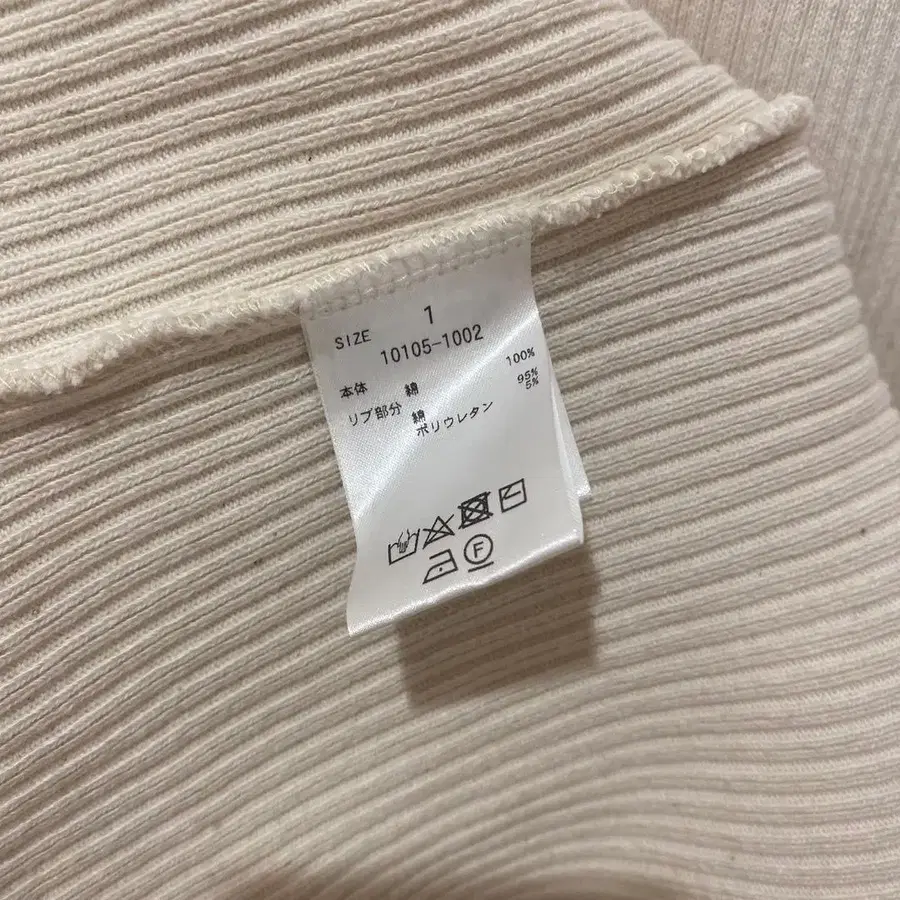 SIZE 1
10105-1002
本体 綿 100%
リブ部分 綿 95%
ポリウレタン 5%
F